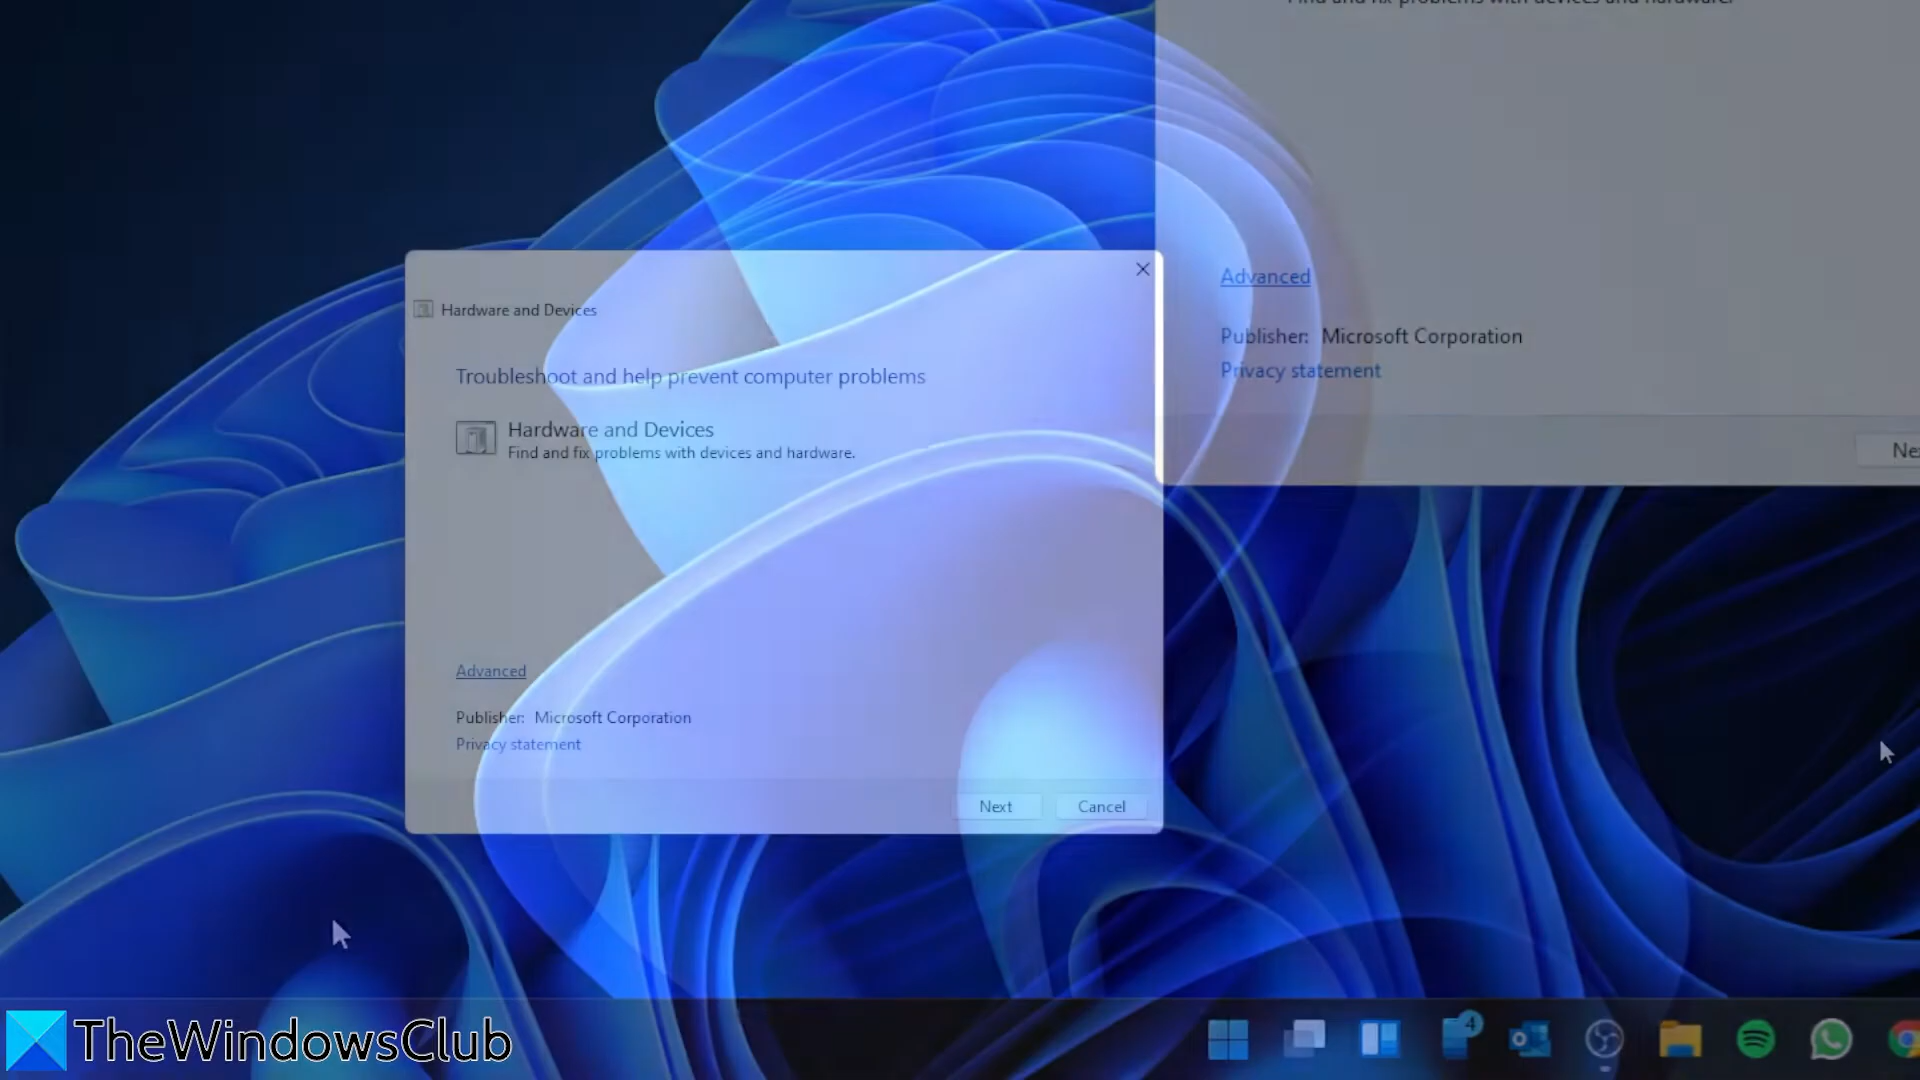 Find and fix problems with devices and hardware.
Hardware and Devices
Troubleshoot and help prevent computer problems
Hardware and Devices
Find and fix problems with devices and hardware.
Advanced
Publisher: Microsoft Corporation
Privacy statement
Next Cancel
Advanced
Publisher: Microsoft Corporation
Privacy statement
Nex
4
TheWindowsClub